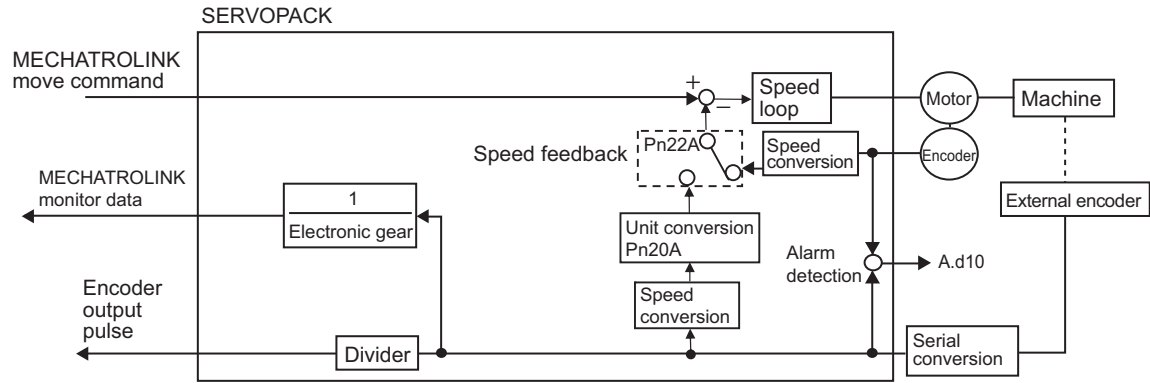 SERVOPACK
MECHATROLINK
move command
+
−
Speed
loop
Motor
Machine
Pn22A
Speed feedback
Speed
conversion
Encoder
MECHATROLINK
monitor data
1
Electronic gear
Unit conversion
Pn20A
External encoder
Alarm
detection
A.d10
Encoder
output
pulse
Speed
conversion
Divider
Serial
conversion